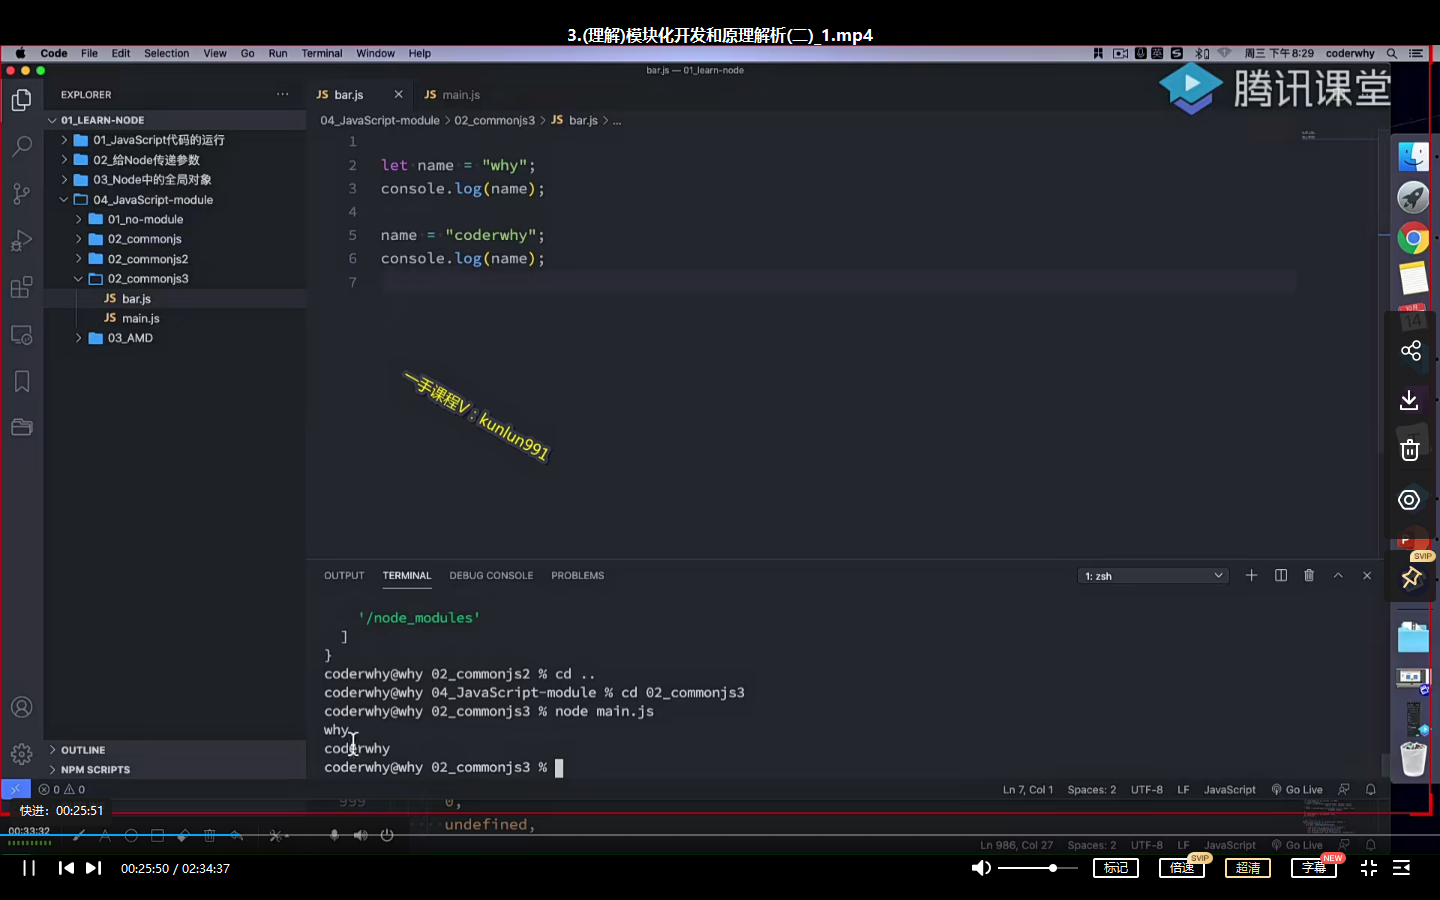 3.(理解)模块化开发和原理解析(二)_1.mp4
Code File Edit Selection View Go Run Terminal Window Help
周三 下午8:29 coderwhy
bar.js — 01_learn-node
腾讯课堂
EXPLORER
01_LEARN-NODE
01_JavaScript代码的运行
02_给Node传递参数
03_Node中的全局对象
04_JavaScript-module
01_no-module
02_commonjs
02_commonjs2
02_commonjs3
JS bar.js
JS main.js
03_AMD
OUTLINE
NPM SCRIPTS
JS bar.js JS main.js
04_JavaScript-module > 02_commonjs3 > JS bar.js > ...
1
2 let name = "why";
3 console.log(name);
4
5 name = "coderwhy";
6 console.log(name);
7
一手课程V：kunlun991
OUTPUT TERMINAL DEBUG CONSOLE PROBLEMS
1: zsh
'/node_modules'
]
}
coderwhy@why 02_commonjs2 % cd ..
coderwhy@why 04_JavaScript-module % cd 02_commonjs3
coderwhy@why 02_commonjs3 % node main.js
why
coderwhy
coderwhy@why 02_commonjs3 %
0 0
Ln 7, Col 1 Spaces: 2 UTF-8 LF JavaScript Go Live
快进: 00:25:51
999 0,
undefined,
00:33:32
Ln 986, Col 27 Spaces: 2 UTF-8 LF JavaScript Go Live
14
SVIP
00:25:50 / 02:34:37
标记
倍速 SVIP
超清
字幕 NEW